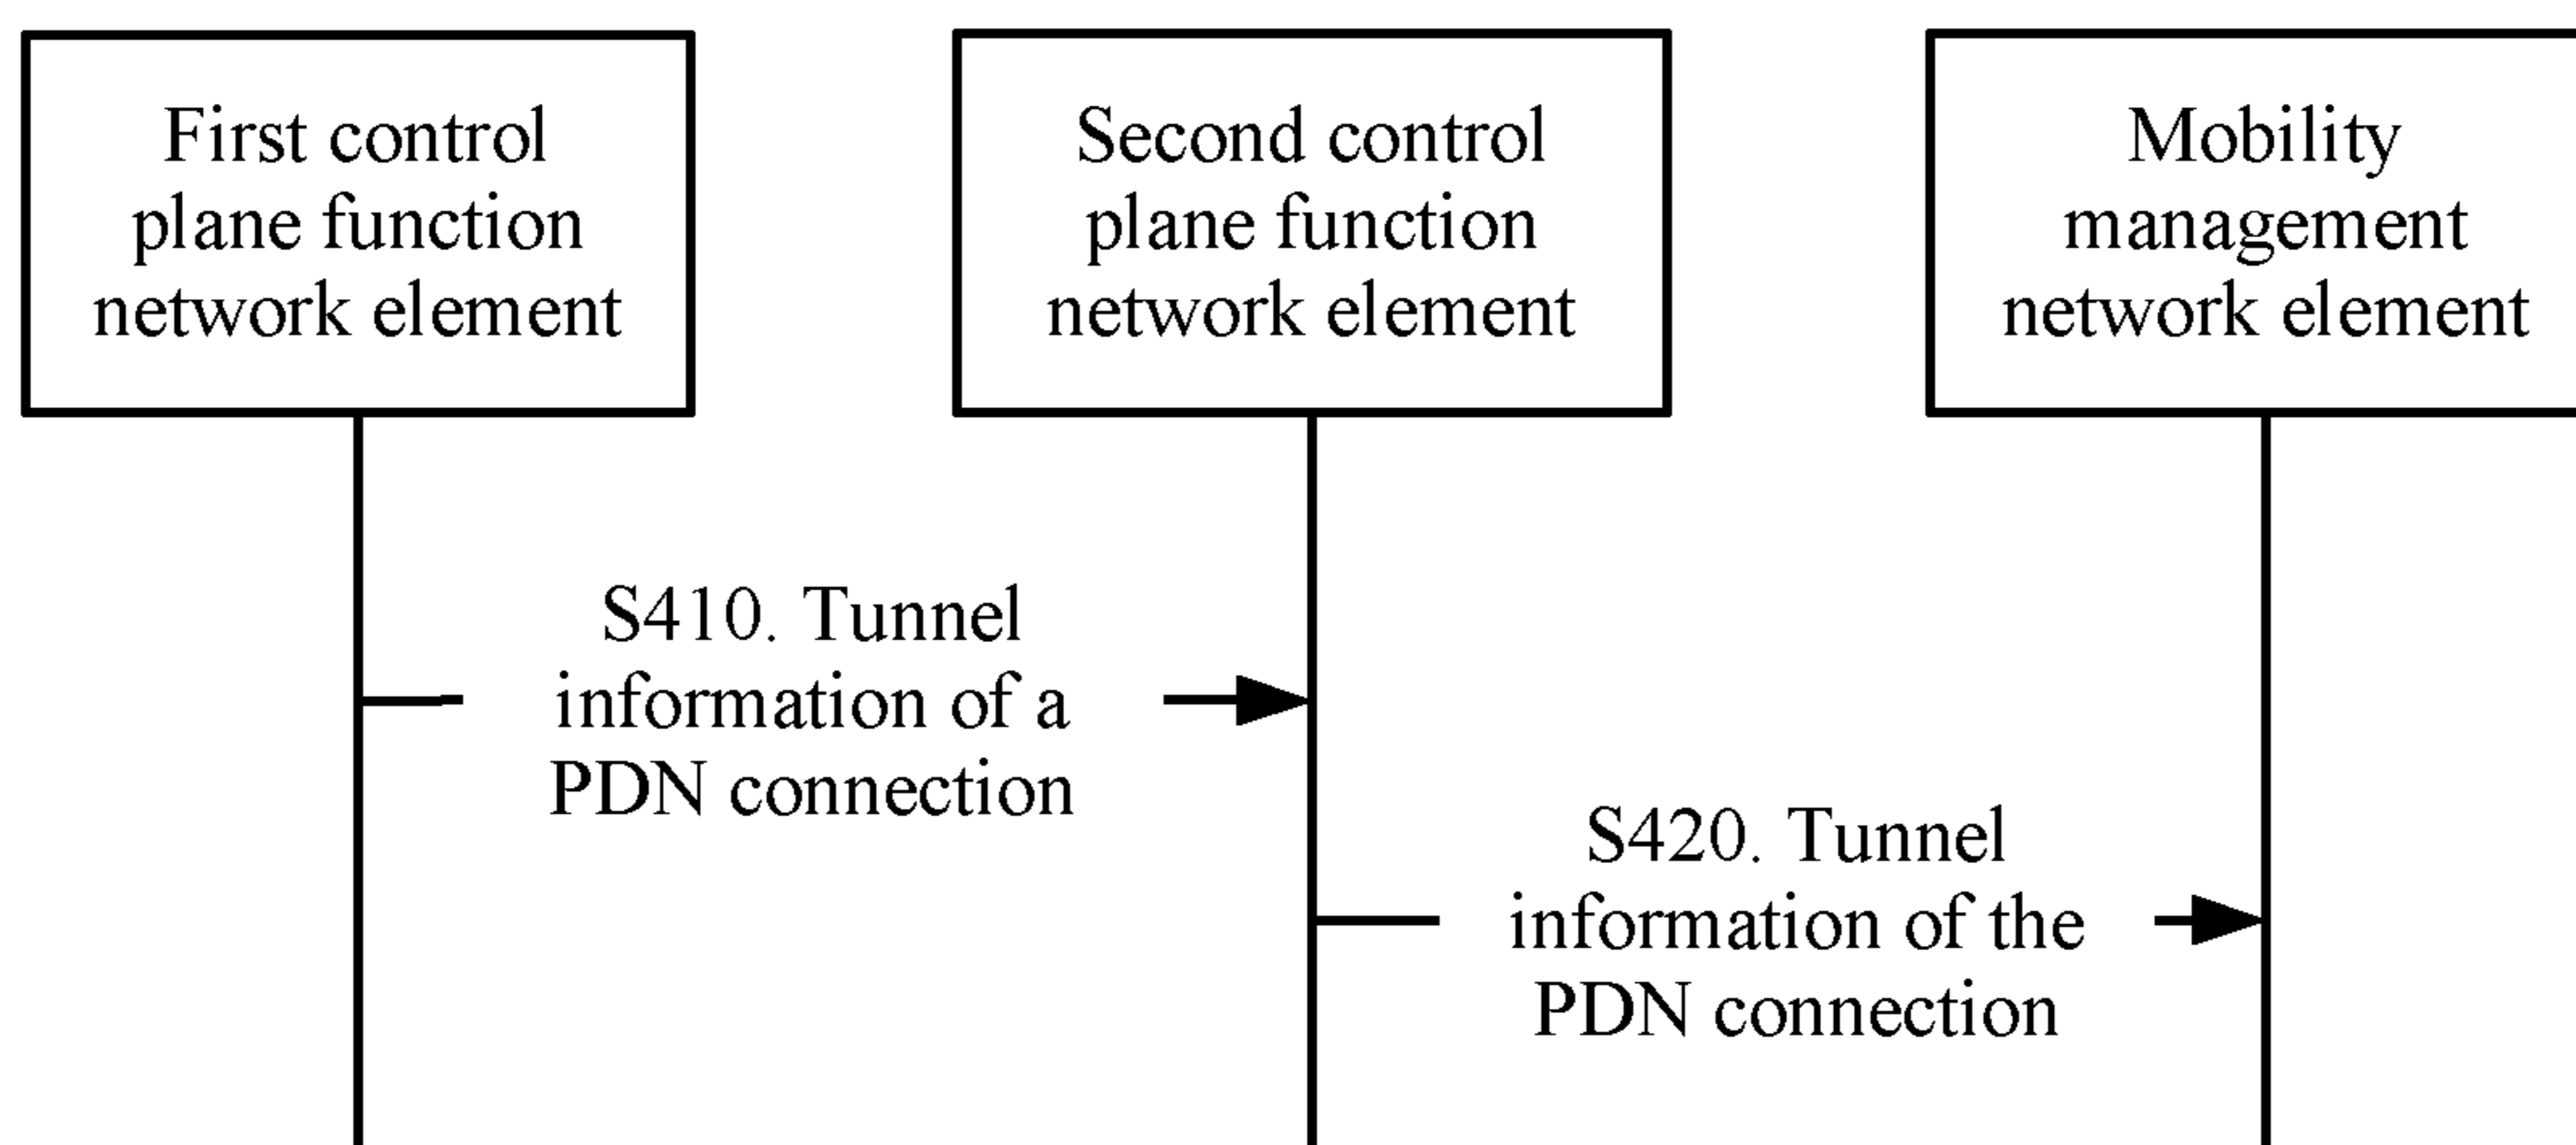 First control
plane function
network element
Second control
plane function
network element
Mobility
management
network element
S410. Tunnel
information of a
PDN connection
S420. Tunnel
information of the
PDN connection